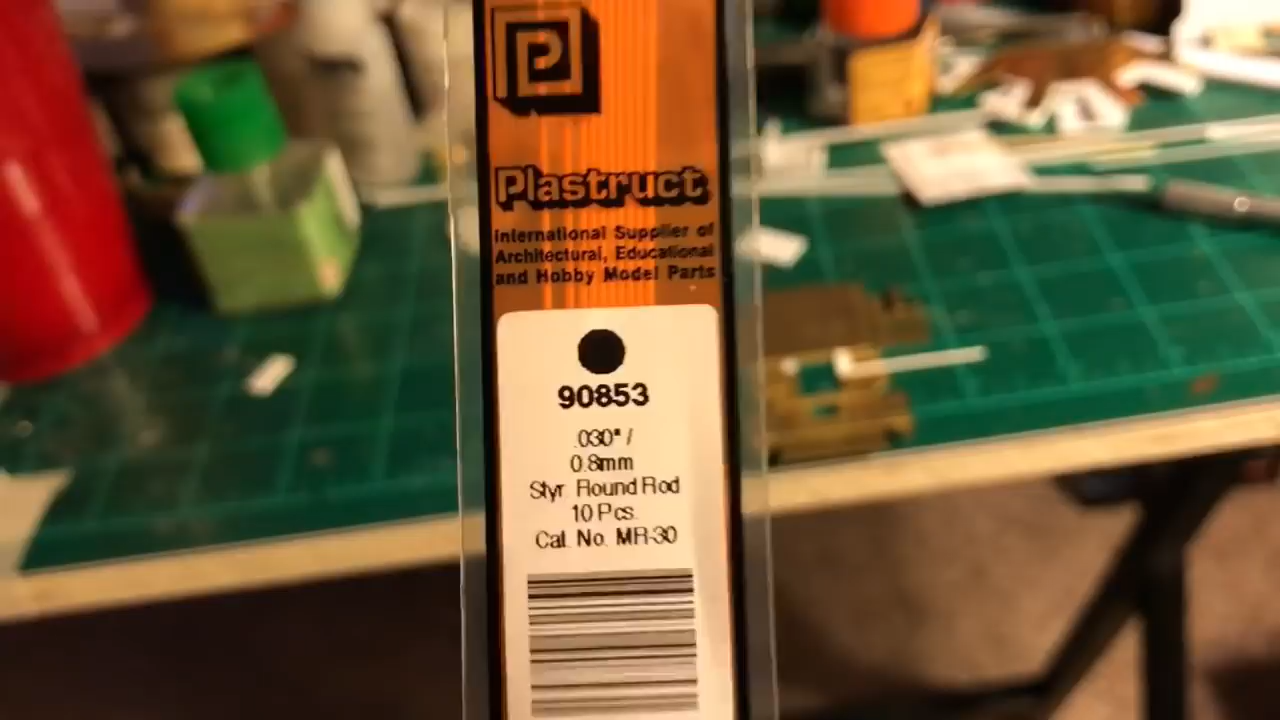 P
Plastruct
International Supplier of
Architectural, Educational
and Hobby Model Parts
90853
.030" /
0.8mm
Styr. Round Rod
10 Pcs.
Cat. No. MR-30